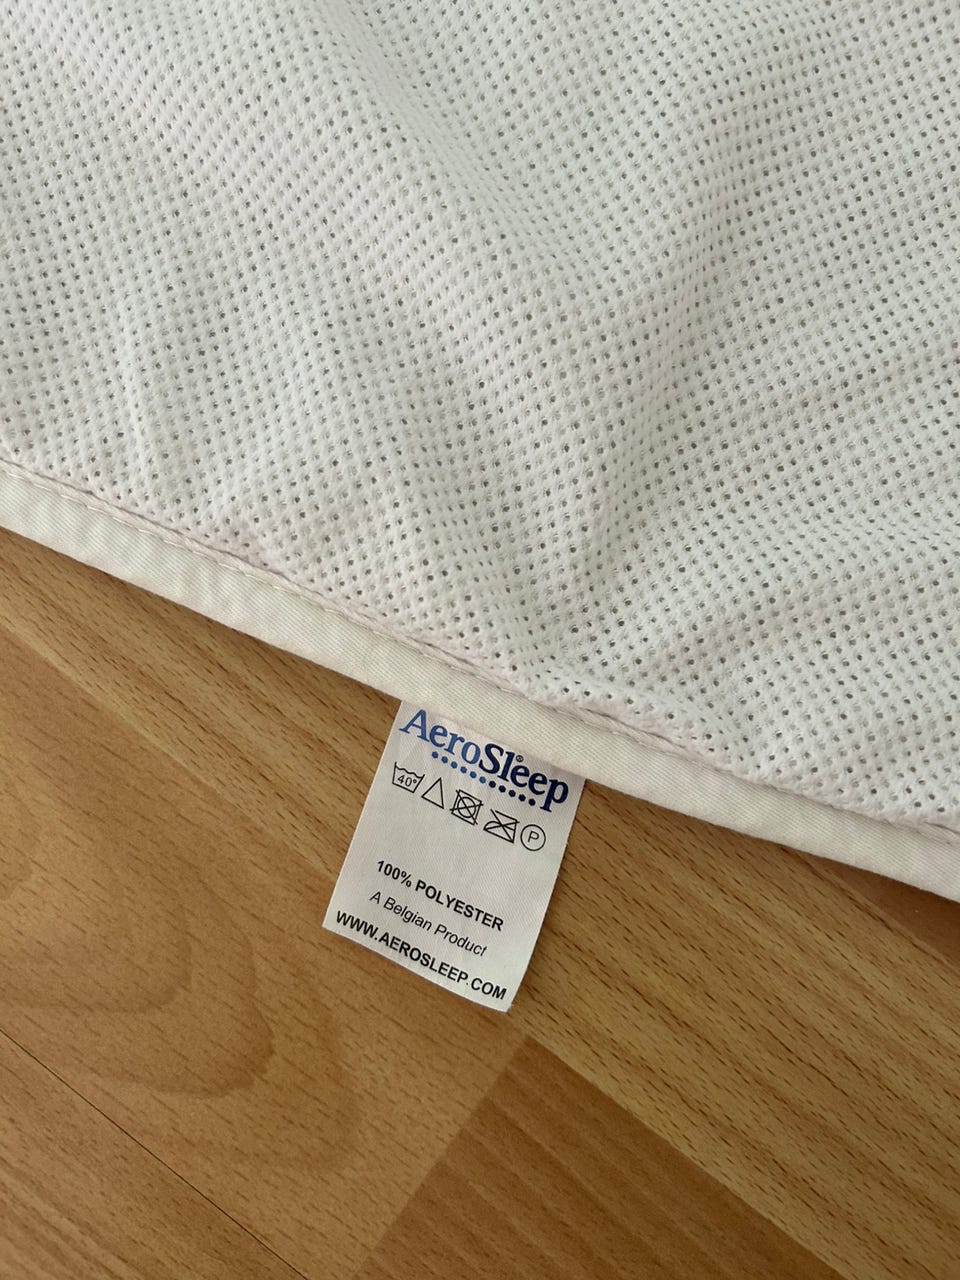 AeroSleep®
40° P
100% POLYESTER
A Belgian Product
WWW.AEROSLEEP.COM